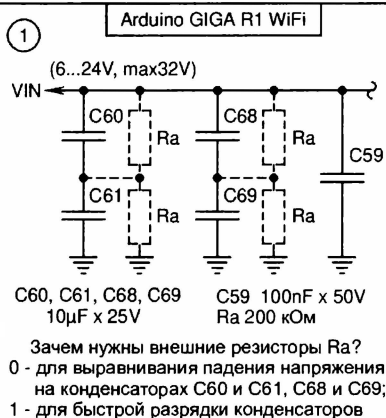 Arduino GIGA R1 WiFi
1
(6...24V, max32V)
VIN
C60
Ra
C68
Ra
C59
C61
Ra
C69
Ra
C60, C61, C68, C69
10µF x 25V
C59 100nF x 50V
Ra 200 кОм
Зачем нужны внешние резисторы Ra?
0 - для выравнивания падения напряжения
на конденсаторах C60 и C61, C68 и C69;
1 - для быстрой разрядки конденсаторов